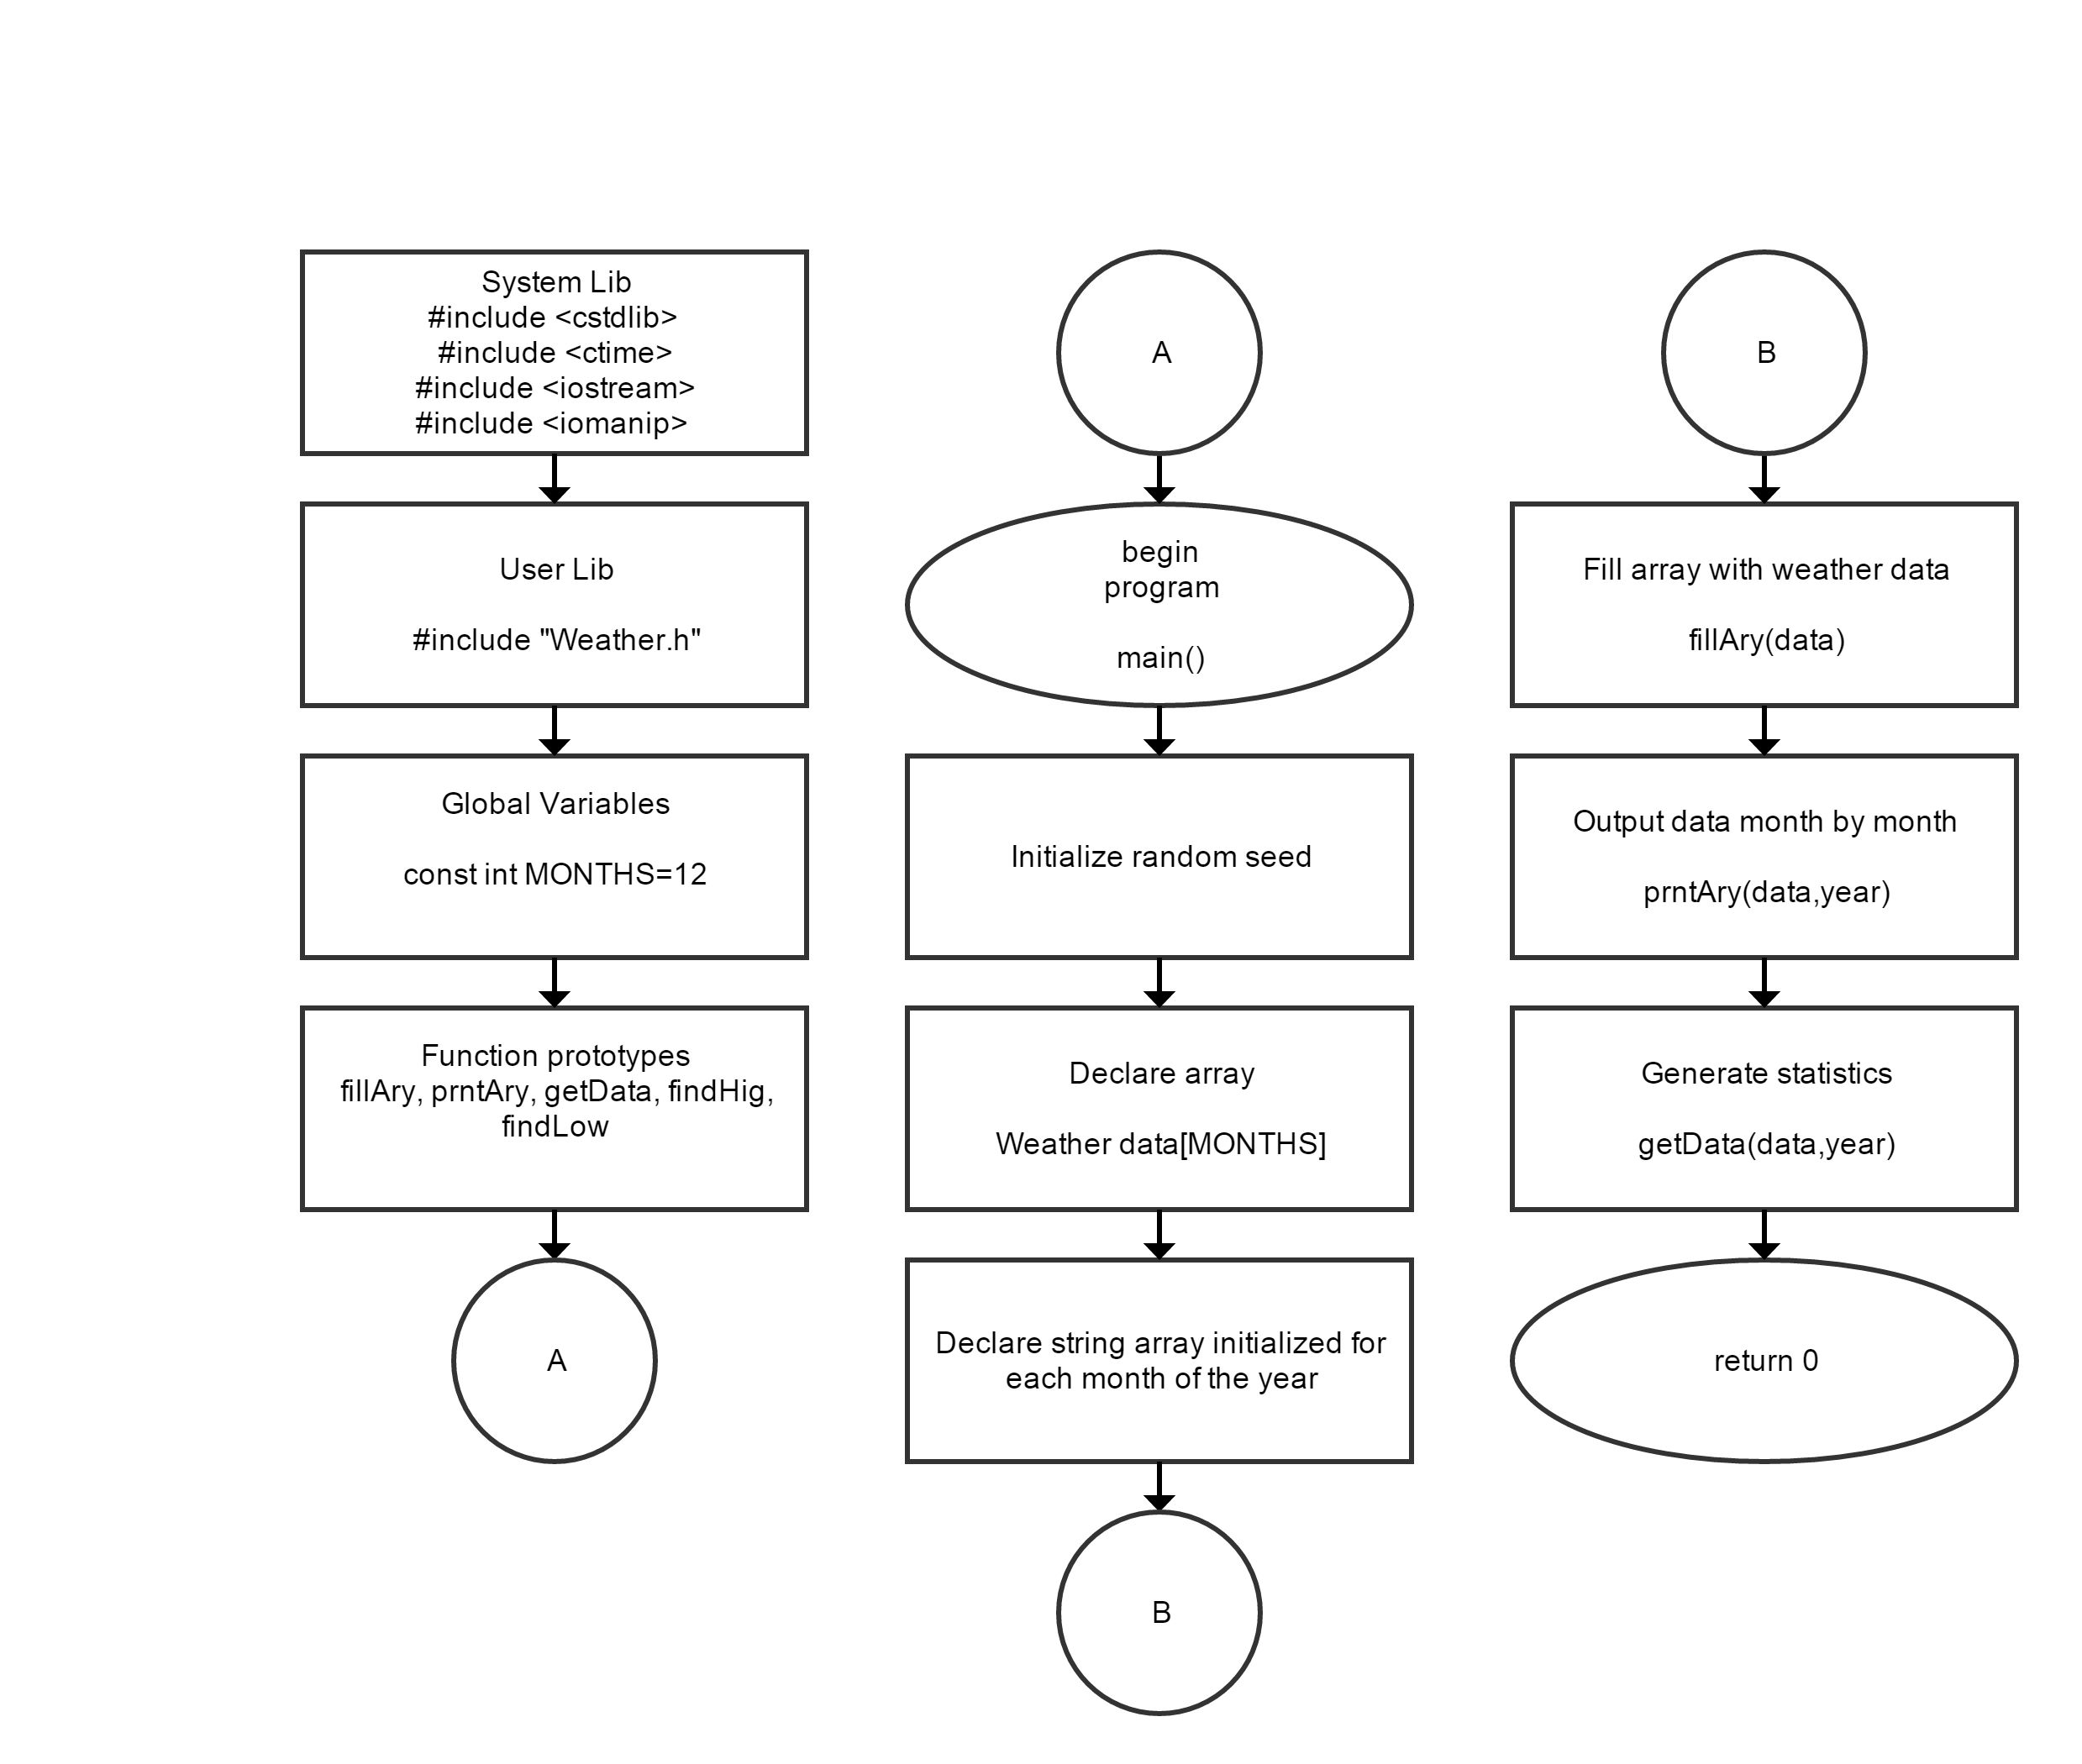 System Lib
#include <cstdlib>
#include <ctime>
#include <iostream>
#include <iomanip>
User Lib
#include "Weather.h"
Global Variables
const int MONTHS=12
Function prototypes
fillAry, prntAry, getData, findHig,
findLow
A
A
begin
program
main()
Initialize random seed
Declare array
Weather data[MONTHS]
Declare string array initialized for
each month of the year
B
B
Fill array with weather data
fillAry(data)
Output data month by month
prntAry(data,year)
Generate statistics
getData(data,year)
return 0